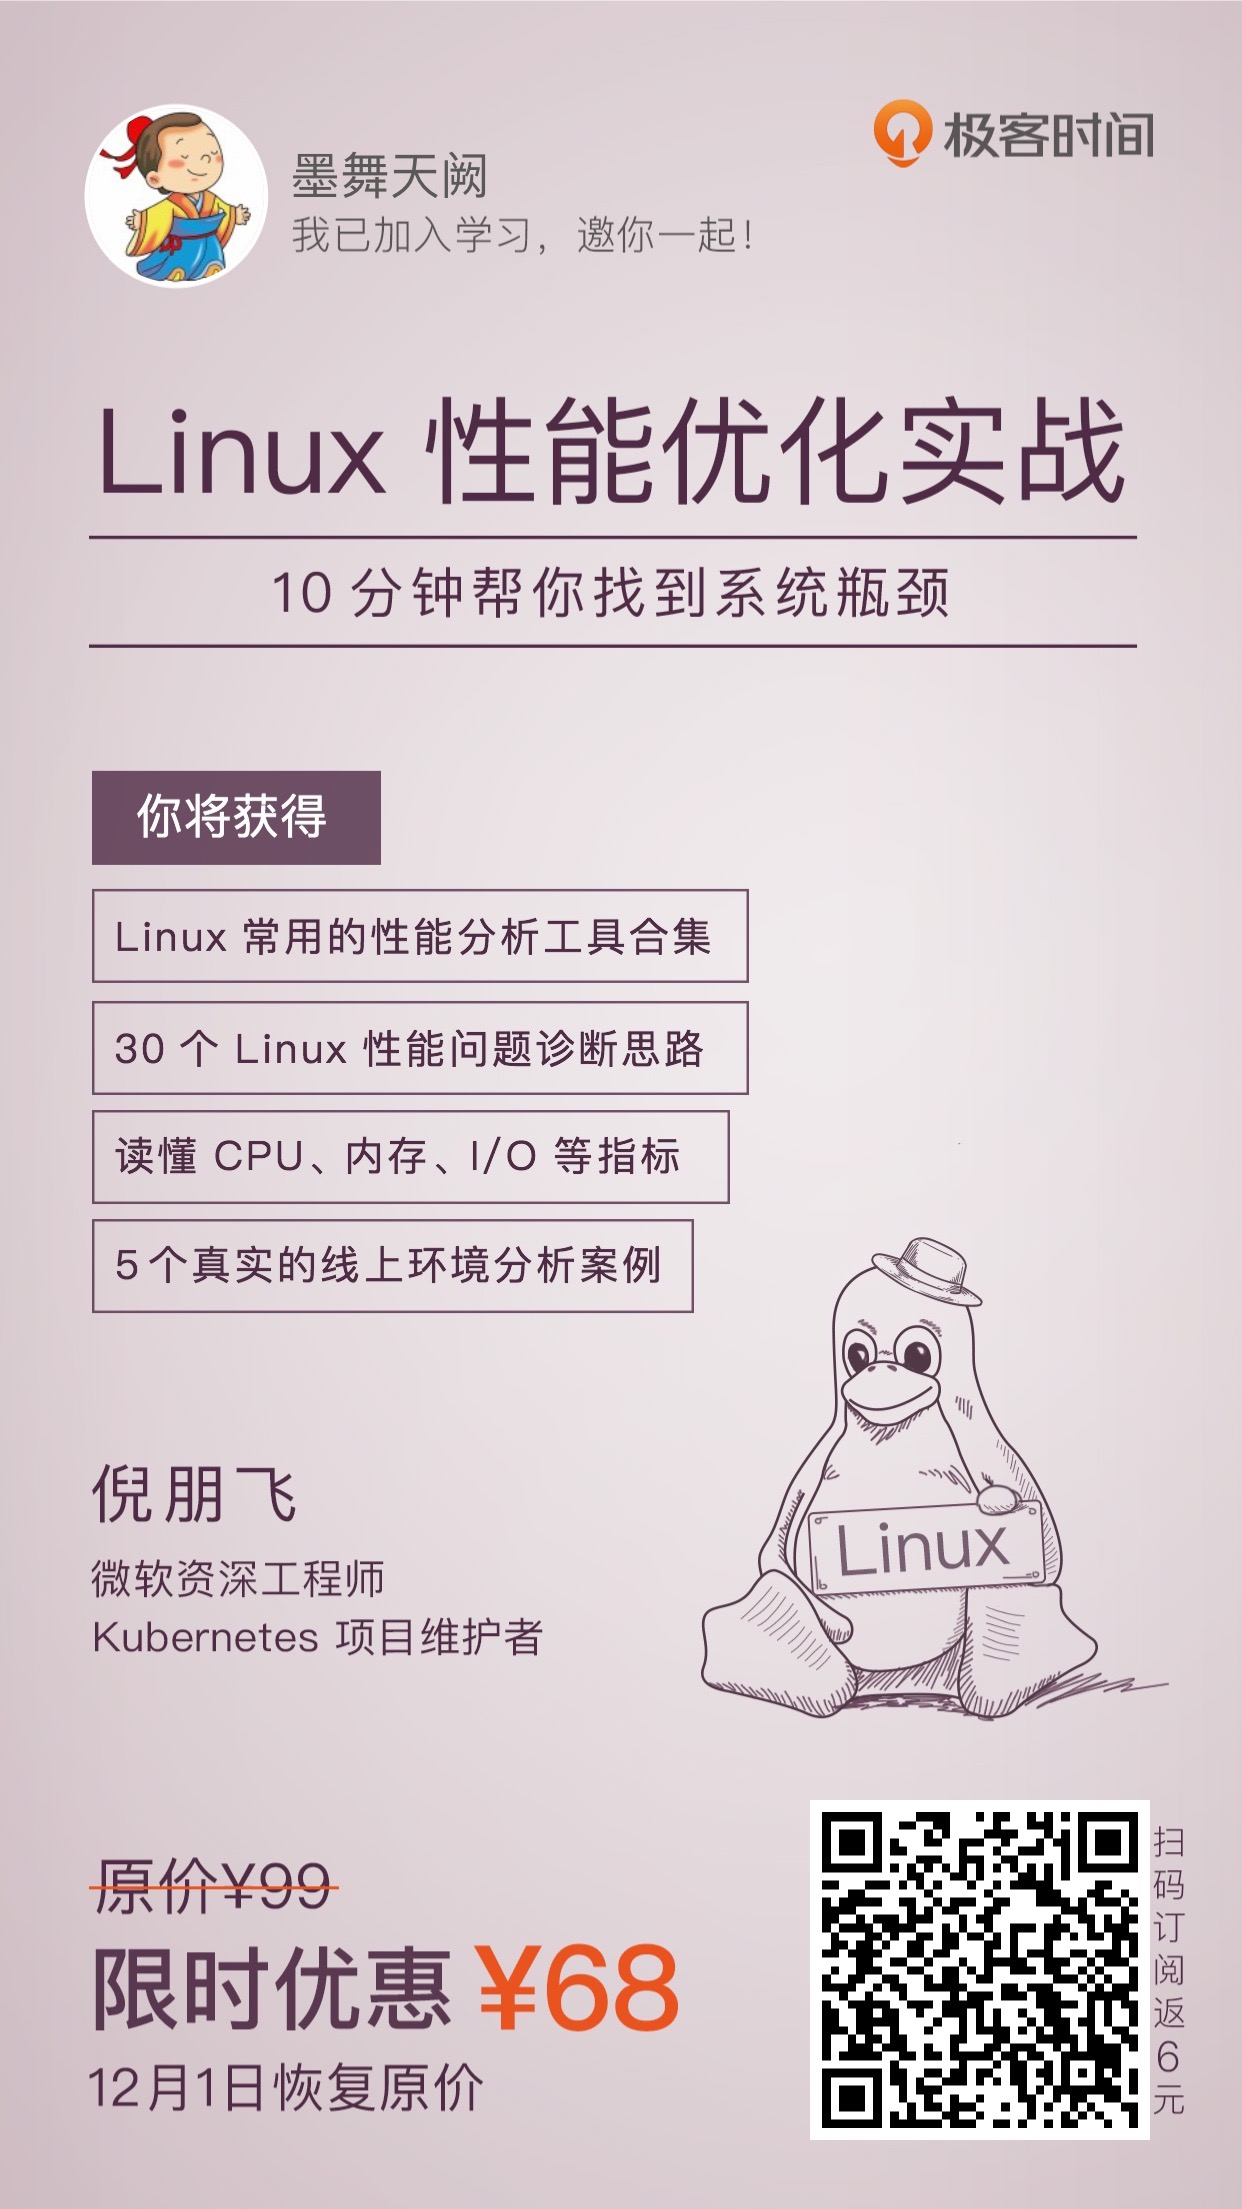 极客时间
墨舞天阙
我已加入学习，邀你一起！
Linux 性能优化实战
10 分钟帮你找到系统瓶颈
你将获得
Linux 常用的性能分析工具合集
30 个 Linux 性能问题诊断思路
读懂 CPU、内存、I/O 等指标
5个真实的线上环境分析案例
倪朋飞
微软资深工程师
Kubernetes 项目维护者
Linux
原价¥99
限时优惠 ¥68
12月1日恢复原价
扫码订阅返6元